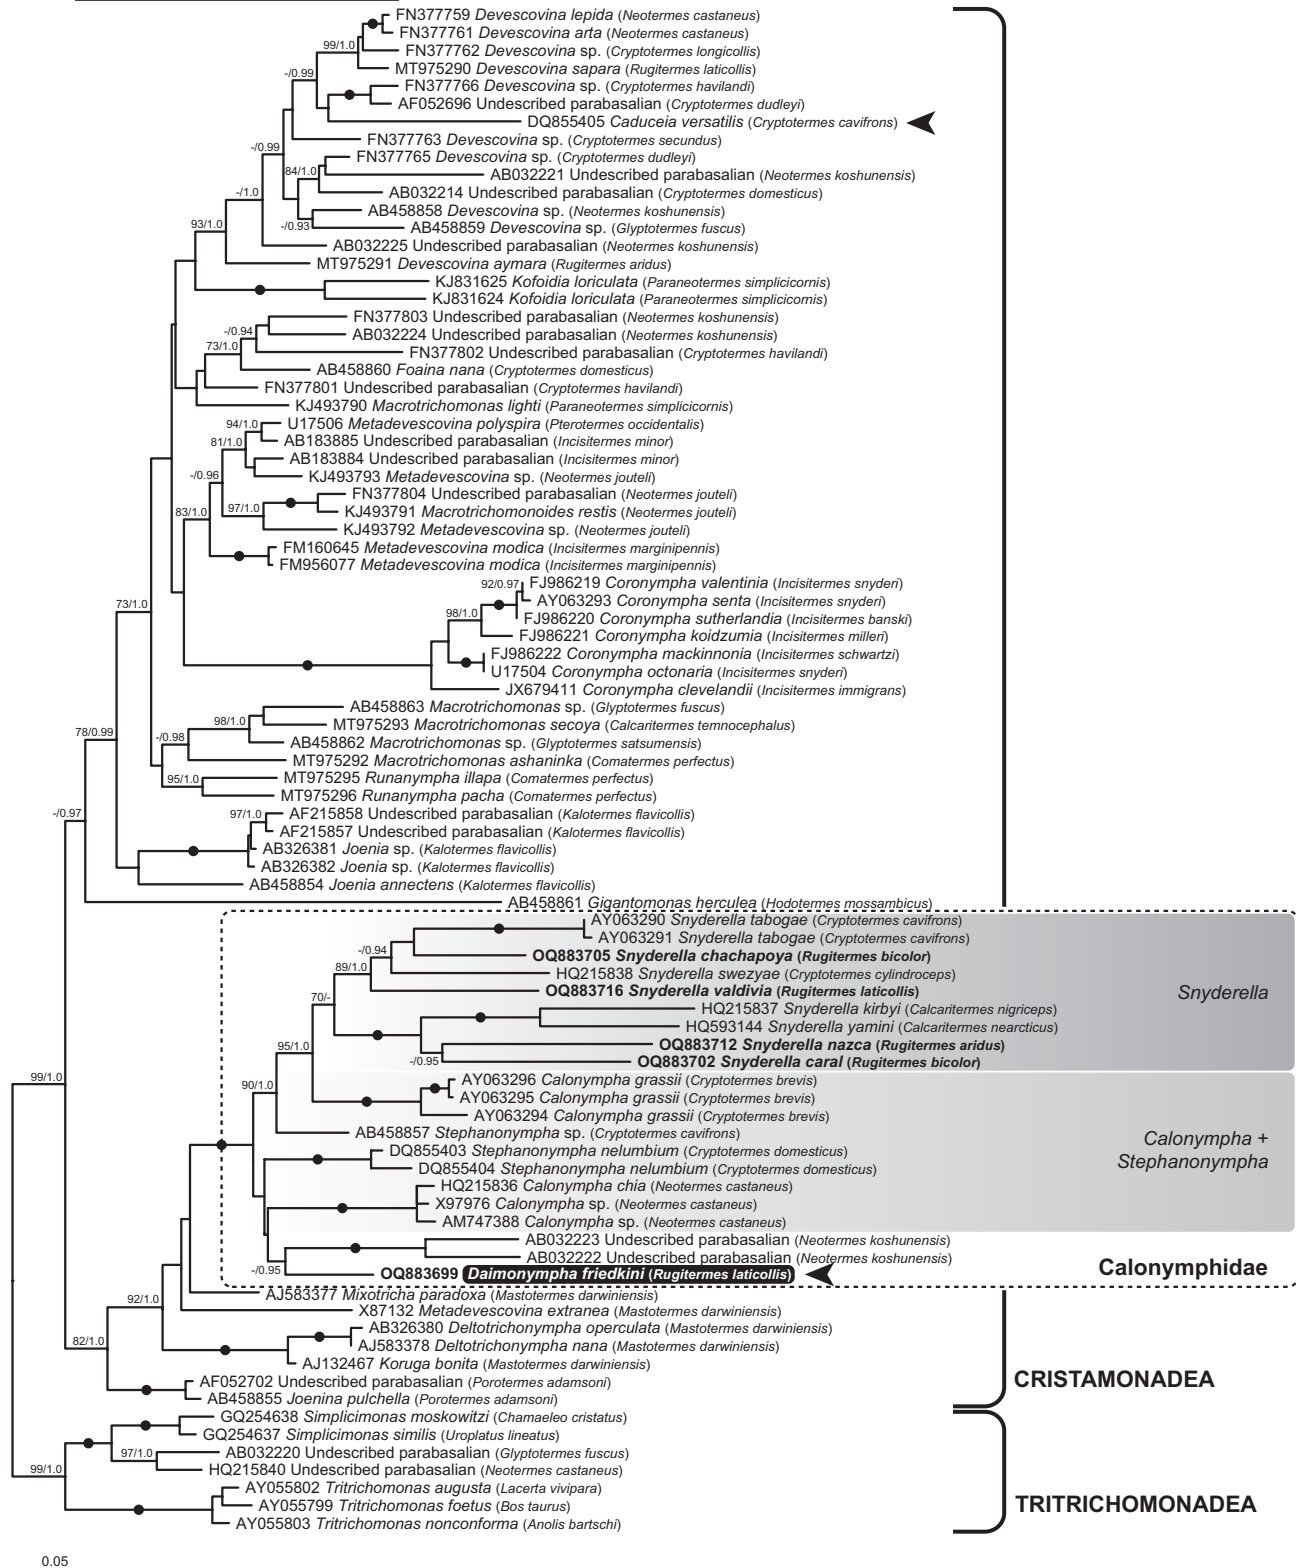 FN377759 Devescovina lepida (Neotermes castaneus)
FN377761 Devescovina arta (Neotermes castaneus)
99/1.0
FN377762 Devescovina sp. (Cryptotermes longicollis)
MT975290 Devescovina sapara (Rugitermes laticollis)
-/0.99
FN377766 Devescovina sp. (Cryptotermes havilandi)
AF052696 Undescribed parabasalian (Cryptotermes dudleyi)
DQ855405 Caduceia versatilis (Cryptotermes cavifrons)
FN377763 Devescovina sp. (Cryptotermes secundus)
-/0.99
FN377765 Devescovina sp. (Cryptotermes dudleyi)
84/1.0
AB032221 Undescribed parabasalian (Neotermes koshunensis)
AB032214 Undescribed parabasalian (Cryptotermes domesticus)
-/1.0
AB458858 Devescovina sp. (Neotermes koshunensis)
-/0.93
AB458859 Devescovina sp. (Glyptotermes fuscus)
93/1.0
AB032225 Undescribed parabasalian (Neotermes koshunensis)
MT975291 Devescovina aymara (Rugitermes aridus)
KJ831625 Kofoidia loriculata (Paraneotermes simplicicornis)
KJ831624 Kofoidia loriculata (Paraneotermes simplicicornis)
FN377803 Undescribed parabasalian (Neotermes koshunensis)
-/0.94
AB032224 Undescribed parabasalian (Neotermes koshunensis)
73/1.0
FN377802 Undescribed parabasalian (Cryptotermes havilandi)
AB458860 Foaina nana (Cryptotermes domesticus)
FN377801 Undescribed parabasalian (Cryptotermes havilandi)
KJ493790 Macrotrichomonas lighti (Paraneotermes simplicicornis)
94/1.0
U17506 Metadevescovina polyspira (Pterotermes occidentalis)
81/1.0
AB183885 Undescribed parabasalian (Incisitermes minor)
AB183884 Undescribed parabasalian (Incisitermes minor)
-/0.96
KJ493793 Metadevescovina sp. (Neotermes jouteli)
FN377804 Undescribed parabasalian (Neotermes jouteli)
83/1.0
97/1.0
KJ493791 Macrotrichomonoides restis (Neotermes jouteli)
KJ493792 Metadevescovina sp. (Neotermes jouteli)
FM160645 Metadevescovina modica (Incisitermes marginipennis)
FM956077 Metadevescovina modica (Incisitermes marginipennis)
92/0.97
FJ986219 Coronympha valentinia (Incisitermes snyderi)
AY063293 Coronympha senta (Incisitermes snyderi)
73/1.0
98/1.0
FJ986220 Coronympha sutherlandia (Incisitermes banski)
FJ986221 Coronympha koidzumia (Incisitermes milleri)
FJ986222 Coronympha mackinnonia (Incisitermes schwartzi)
U17504 Coronympha octonaria (Incisitermes snyderi)
JX679411 Coronympha clevelandii (Incisitermes immigrans)
AB458863 Macrotrichomonas sp. (Glyptotermes fuscus)
98/1.0
MT975293 Macrotrichomonas secoya (Calcaritermes temnocephalus)
78/0.99
-/0.98
AB458862 Macrotrichomonas sp. (Glyptotermes satsumensis)
MT975292 Macrotrichomonas ashaninka (Comatermes perfectus)
95/1.0
MT975295 Runanympha illapa (Comatermes perfectus)
MT975296 Runanympha pacha (Comatermes perfectus)
-/0.97
97/1.0
AF215858 Undescribed parabasalian (Kalotermes flavicollis)
AF215857 Undescribed parabasalian (Kalotermes flavicollis)
AB326381 Joenia sp. (Kalotermes flavicollis)
AB326382 Joenia sp. (Kalotermes flavicollis)
AB458854 Joenia annectens (Kalotermes flavicollis)
AB458861 Gigantomonas herculea (Hodotermes mossambicus)
AY063290 Snyderella tabogae (Cryptotermes cavifrons)
AY063291 Snyderella tabogae (Cryptotermes cavifrons)
-/0.94
OQ883705 Snyderella chachapoya (Rugitermes bicolor)
89/1.0
HQ215838 Snyderella swezyae (Cryptotermes cylindroceps)
OQ883716 Snyderella valdivia (Rugitermes laticollis)
Snyderella
70/-
HQ215837 Snyderella kirbyi (Calcaritermes nigriceps)
HQ593144 Snyderella yamini (Calcaritermes nearcticus)
95/1.0
OQ883712 Snyderella nazca (Rugitermes aridus)
-/0.95
OQ883702 Snyderella caral (Rugitermes bicolor)
99/1.0
90/1.0
AY063296 Calonympha grassii (Cryptotermes brevis)
AY063295 Calonympha grassii (Cryptotermes brevis)
AY063294 Calonympha grassii (Cryptotermes brevis)
AB458857 Stephanonympha sp. (Cryptotermes cavifrons)
Calonympha +
Stephanonympha
DQ855403 Stephanonympha nelumbium (Cryptotermes domesticus)
DQ855404 Stephanonympha nelumbium (Cryptotermes domesticus)
HQ215836 Calonympha chia (Neotermes castaneus)
X97976 Calonympha sp. (Neotermes castaneus)
AM747388 Calonympha sp. (Neotermes castaneus)
AB032223 Undescribed parabasalian (Neotermes koshunensis)
AB032222 Undescribed parabasalian (Neotermes koshunensis)
-/0.95
OQ883699 Daimonympha friedkini (Rugitermes laticollis)
Calonymphidae
AJ583377 Mixotricha paradoxa (Mastotermes darwiniensis)
92/1.0
X87132 Metadevescovina extranea (Mastotermes darwiniensis)
AB326380 Deltotrichonympha operculata (Mastotermes darwiniensis)
82/1.0
AJ583378 Deltotrichonympha nana (Mastotermes darwiniensis)
AJ132467 Koruga bonita (Mastotermes darwiniensis)
AF052702 Undescribed parabasalian (Porotermes adamsoni)
CRISTAMONADEA
AB458855 Joenina pulchella (Porotermes adamsoni)
GQ254638 Simplicimonas moskowitzi (Chamaeleo cristatus)
GQ254637 Simplicimonas similis (Uroplatus lineatus)
97/1.0
AB032220 Undescribed parabasalian (Glyptotermes fuscus)
99/1.0
HQ215840 Undescribed parabasalian (Neotermes castaneus)
AY055802 Tritrichomonas augusta (Lacerta vivipara)
AY055799 Tritrichomonas foetus (Bos taurus)
TRITRICHOMONADEA
AY055803 Tritrichomonas nonconforma (Anolis bartschi)
0.05